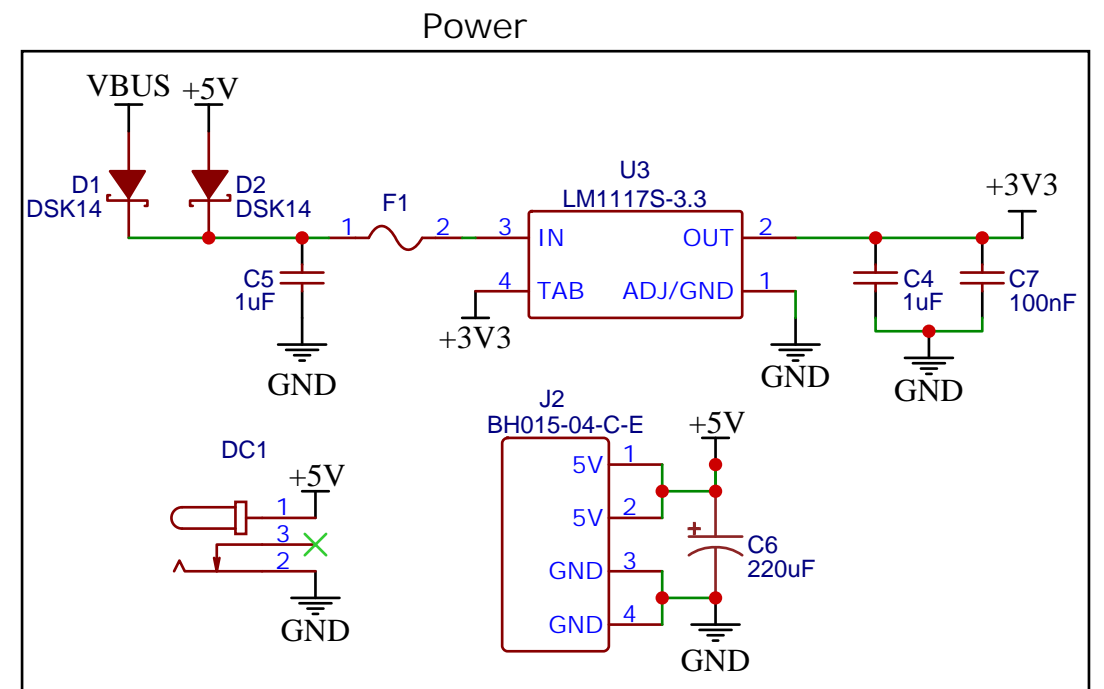 Power
VBUS +5V
D1
DSK14
D2
DSK14
F1
1 2
C5
1uF
GND
U3
LM1117S-3.3
3 IN OUT 2
4 TAB ADJ/GND 1
+3V3
GND
+3V3
C4
1uF
C7
100nF
GND
DC1
+5V
1
3
2
GND
J2
BH015-04-C-E
5V 1
5V 2
GND 3
GND 4
+5V
+
C6
220uF
GND